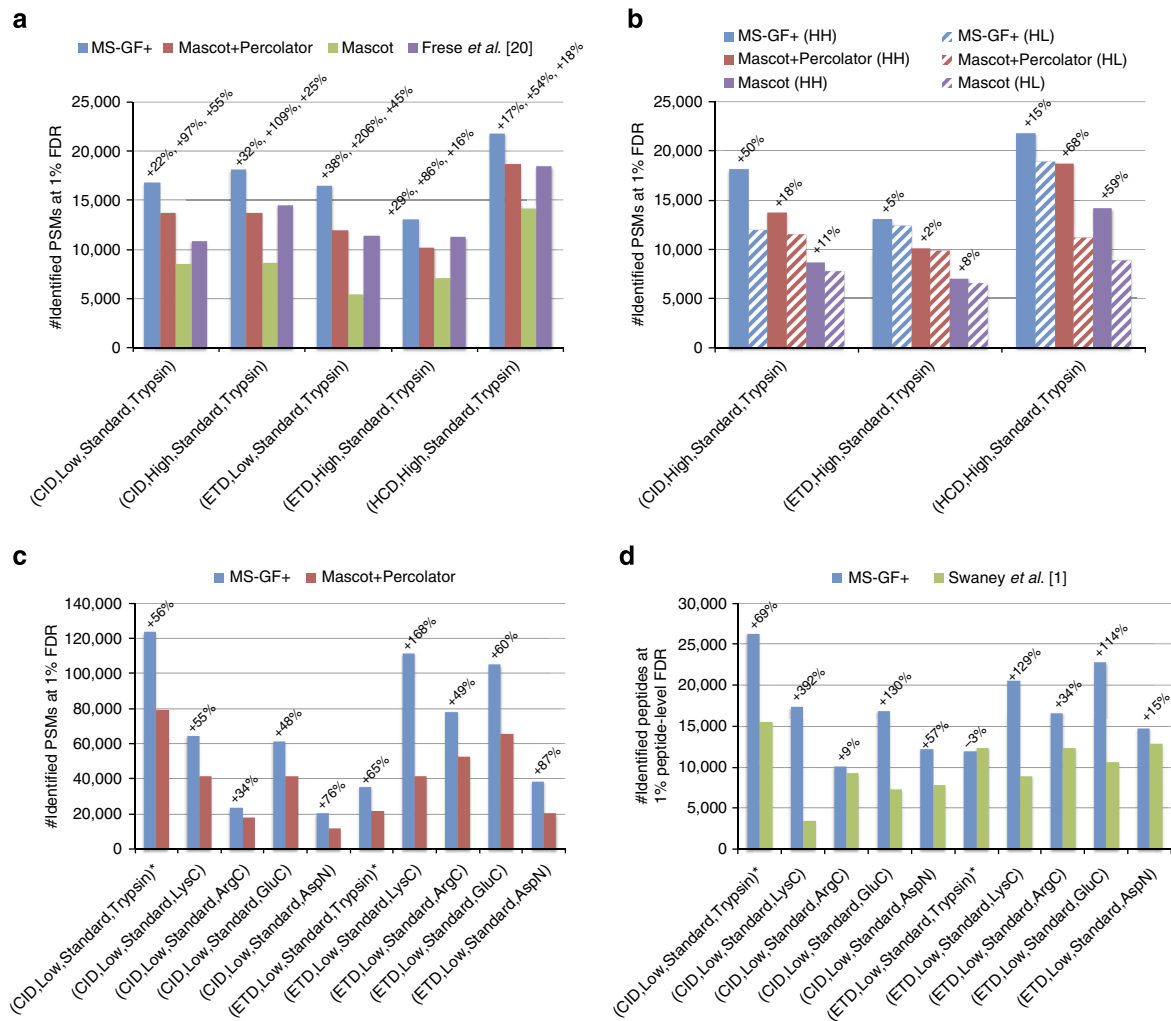 a
MS-GF+ Mascot+Percolator Mascot Frese et al. [20]
#Identified PSMs at 1% FDR
25,000
20,000
15,000
10,000
5,000
0
+22%, +97%, +55%
+32%, +109%, +25%
+38%, +206%, +45%
+29%, +86%, +16%
+17%, +54%, +18%
(CID,Low,Standard,Trypsin)
(CID,High,Standard,Trypsin)
(ETD,Low,Standard,Trypsin)
(ETD,High,Standard,Trypsin)
(HCD,High,Standard,Trypsin)
b
MS-GF+ (HH) MS-GF+ (HL)
Mascot+Percolator (HH) Mascot+Percolator (HL)
Mascot (HH) Mascot (HL)
#Identified PSMs at 1% FDR
25,000
20,000
15,000
10,000
5,000
0
+50%
+18%
+11%
+5%
+2%
+8%
+15%
+68%
+59%
(CID,High,Standard,Trypsin)
(ETD,High,Standard,Trypsin)
(HCD,High,Standard,Trypsin)
c
MS-GF+ Mascot+Percolator
#Identified PSMs at 1% FDR
140,000
120,000
100,000
80,000
60,000
40,000
20,000
0
+56%
+55%
+34%
+48%
+76%
+65%
+168%
+49%
+60%
+87%
(CID,Low,Standard,Trypsin)*
(CID,Low,Standard,LysC)
(CID,Low,Standard,ArgC)
(CID,Low,Standard,GluC)
(CID,Low,Standard,AspN)
(ETD,Low,Standard,Trypsin)*
(ETD,Low,Standard,LysC)
(ETD,Low,Standard,ArgC)
(ETD,Low,Standard,GluC)
(ETD,Low,Standard,AspN)
d
MS-GF+ Swaney et al. [1]
#Identified peptides at
1% peptide-level FDR
30,000
25,000
20,000
15,000
10,000
5,000
0
+69%
+392%
+9%
+130%
+57%
−3%
+129%
+34%
+114%
+15%
(CID,Low,Standard,Trypsin)*
(CID,Low,Standard,LysC)
(CID,Low,Standard,ArgC)
(CID,Low,Standard,GluC)
(CID,Low,Standard,AspN)
(ETD,Low,Standard,Trypsin)*
(ETD,Low,Standard,LysC)
(ETD,Low,Standard,ArgC)
(ETD,Low,Standard,GluC)
(ETD,Low,Standard,AspN)